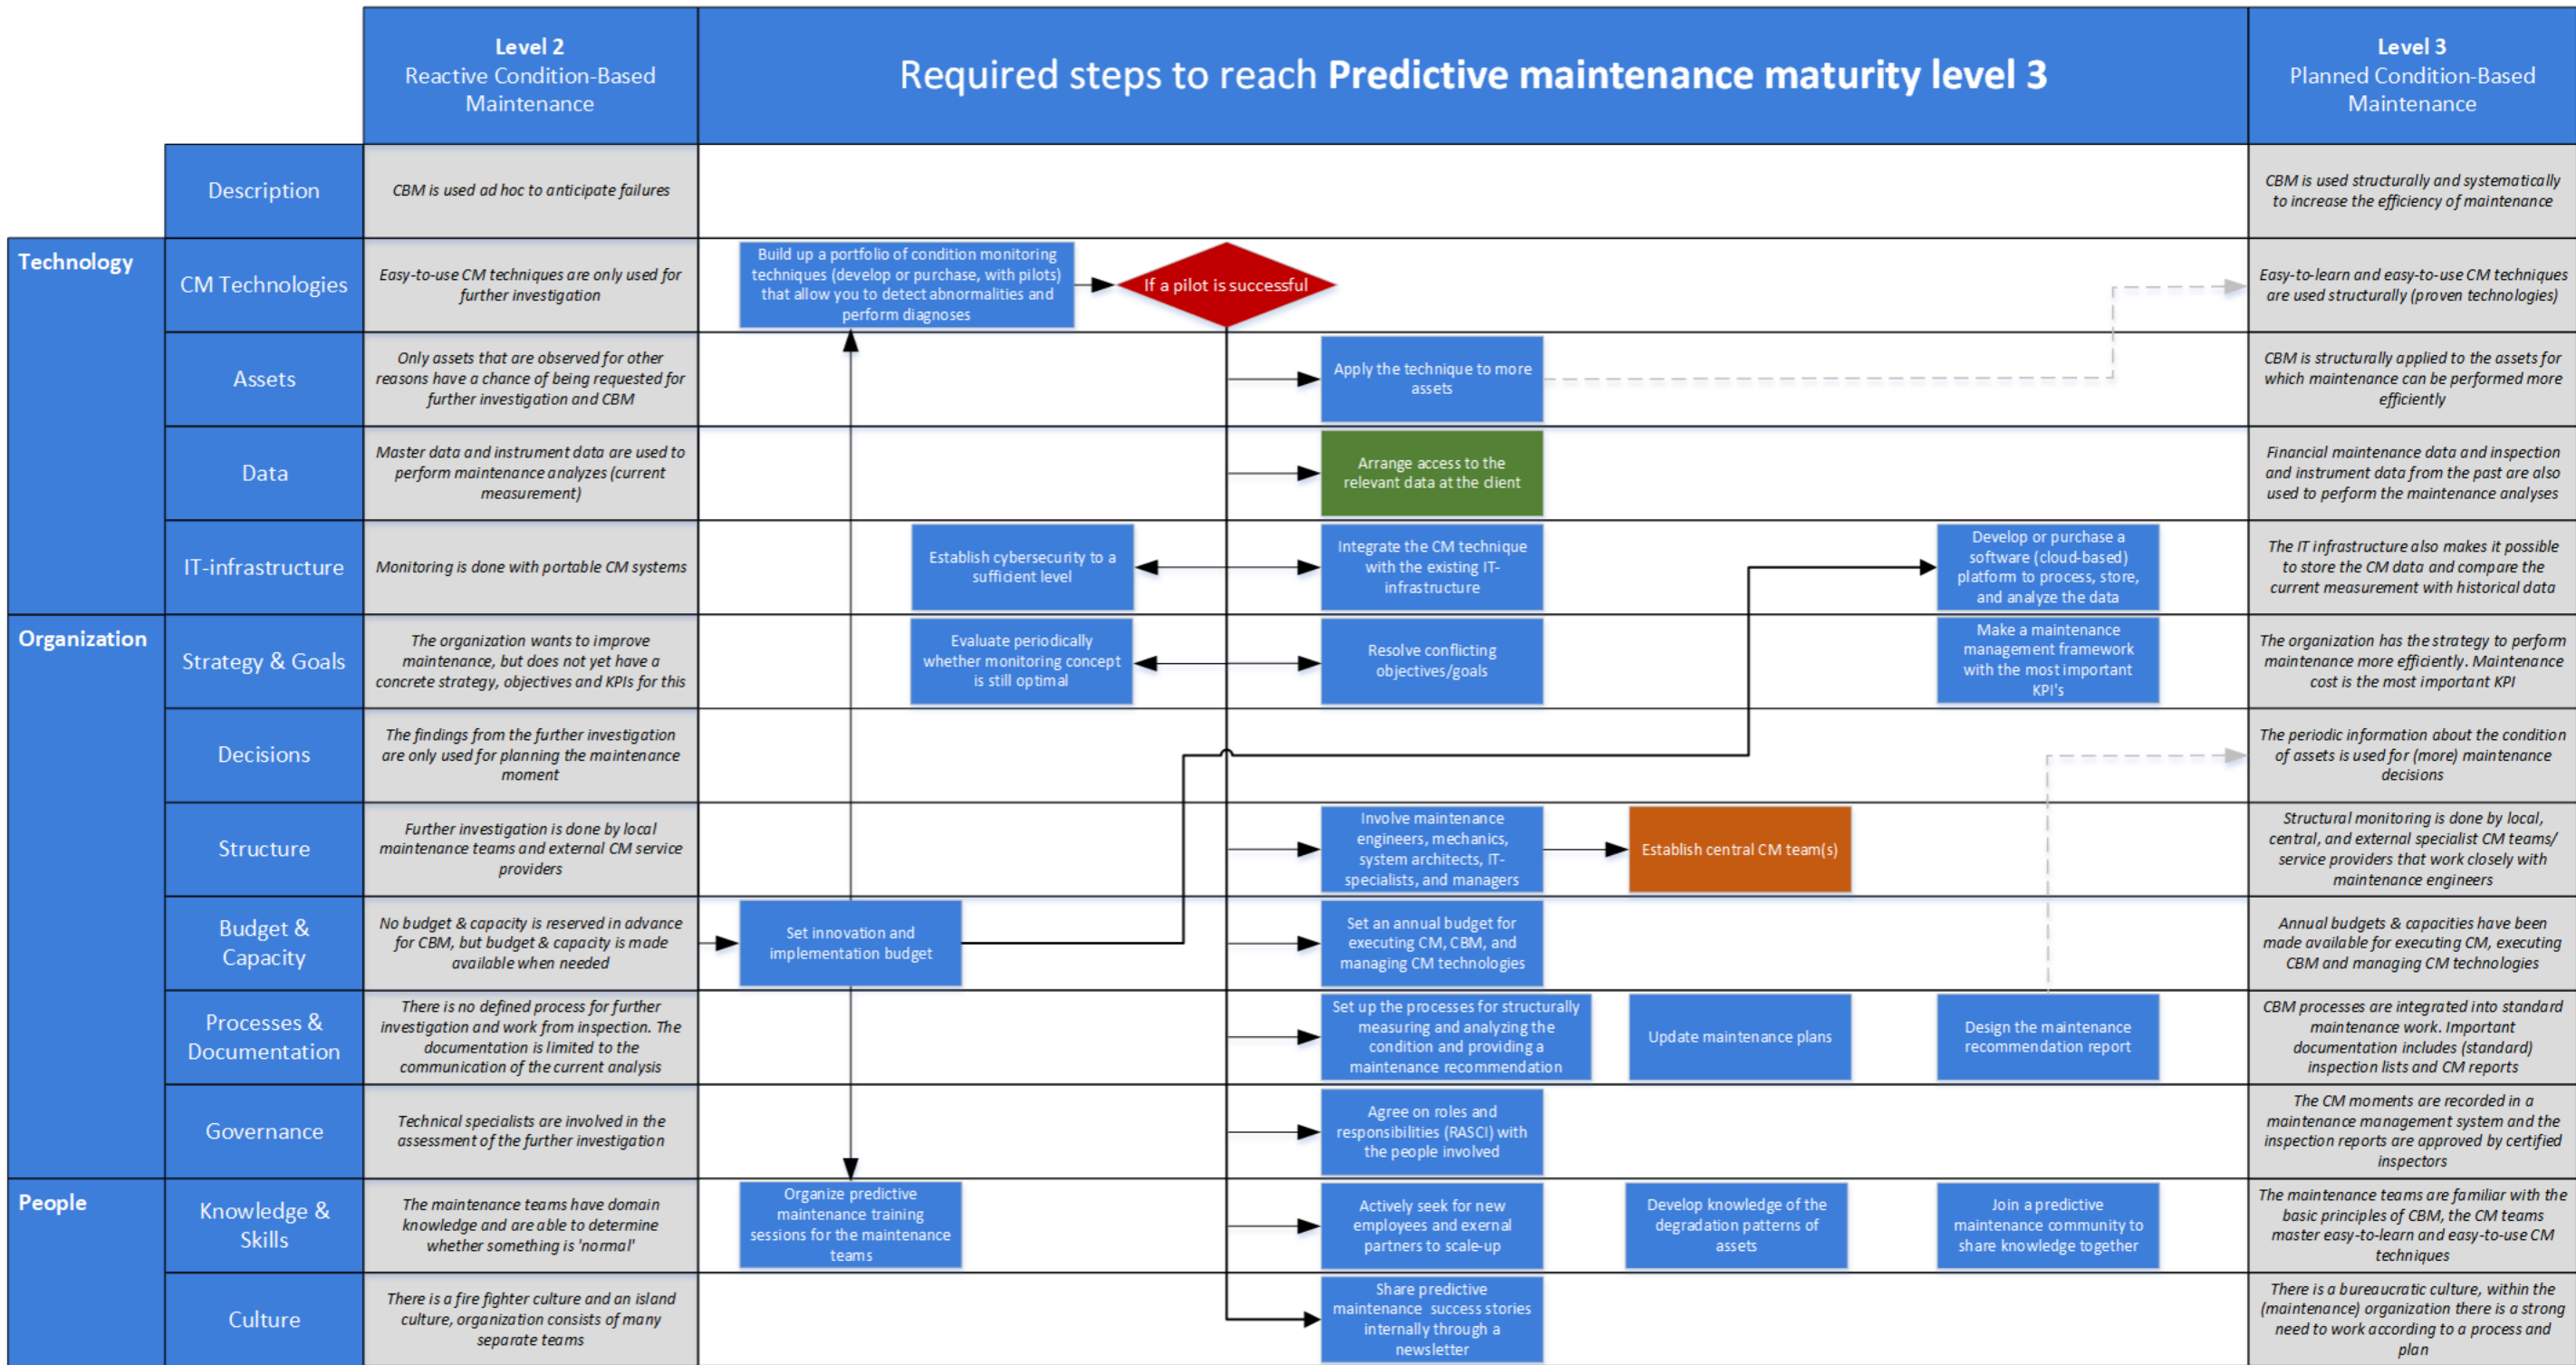 Level 2
Reactive Condition-Based
Maintenance
Required steps to reach Predictive maintenance maturity level 3
Level 3
Planned Condition-Based
Maintenance
Description
CBM is used ad hoc to anticipate failures
CBM is used structurally and systematically
to increase the efficiency of maintenance
Technology
CM Technologies
Easy-to-use CM techniques are only used for
further investigation
Build up a portfolio of condition monitoring
techniques (develop or purchase, with pilots)
that allow you to detect abnormalities and
perform diagnoses
If a pilot is successful
Easy-to-learn and easy-to-use CM techniques
are used structurally (proven technologies)
Assets
Only assets that are observed for other
reasons have a chance of being requested for
further investigation and CBM
Apply the technique to more
assets
CBM is structurally applied to the assets for
which maintenance can be performed more
efficiently
Data
Master data and instrument data are used to
perform maintenance analyzes (current
measurement)
Arrange access to the
relevant data at the client
Financial maintenance data and inspection
and instrument data from the past are also
used to perform the maintenance analyses
IT-infrastructure
Monitoring is done with portable CM systems
Establish cybersecurity to a
sufficient level
Integrate the CM technique
with the existing IT-
infrastructure
Develop or purchase a
software (cloud-based)
platform to process, store,
and analyze the data
The IT infrastructure also makes it possible
to store the CM data and compare the
current measurement with historical data
Organization
Strategy & Goals
The organization wants to improve
maintenance, but does not yet have a
concrete strategy, objectives and KPIs for this
Evaluate periodically
whether monitoring concept
is still optimal
Resolve conflicting
objectives/goals
Make a maintenance
management framework
with the most important
KPI's
The organization has the strategy to perform
maintenance more efficiently. Maintenance
cost is the most important KPI
Decisions
The findings from the further investigation
are only used for planning the maintenance
moment
The periodic information about the condition
of assets is used for (more) maintenance
decisions
Structure
Further investigation is done by local
maintenance teams and external CM service
providers
Involve maintenance
engineers, mechanics,
system architects, IT-
specialists, and managers
Establish central CM team(s)
Structural monitoring is done by local,
central, and external specialist CM teams/
service providers that work closely with
maintenance engineers
Budget &
Capacity
No budget & capacity is reserved in advance
for CBM, but budget & capacity is made
available when needed
Set innovation and
implementation budget
Set an annual budget for
executing CM, CBM, and
managing CM technologies
Annual budgets & capacities have been
made available for executing CM, executing
CBM and managing CM technologies
Processes &
Documentation
There is no defined process for further
investigation and work from inspection. The
documentation is limited to the
communication of the current analysis
Set up the processes for structurally
measuring and analyzing the
condition and providing a
maintenance recommendation
Update maintenance plans
Design the maintenance
recommendation report
CBM processes are integrated into standard
maintenance work. Important
documentation includes (standard)
inspection lists and CM reports
Governance
Technical specialists are involved in the
assessment of the further investigation
Agree on roles and
responsibilities (RASCI) with
the people involved
The CM moments are recorded in a
maintenance management system and the
inspection reports are approved by certified
inspectors
People
Knowledge &
Skills
The maintenance teams have domain
knowledge and are able to determine
whether something is 'normal'
Organize predictive
maintenance training
sessions for the maintenance
teams
Actively seek for new
employees and exernal
partners to scale-up
Develop knowledge of the
degradation patterns of
assets
Join a predictive
maintenance community to
share knowledge together
The maintenance teams are familiar with the
basic principles of CBM, the CM teams
master easy-to-learn and easy-to-use CM
techniques
Culture
There is a fire fighter culture and an island
culture, organization consists of many
separate teams
Share predictive
maintenance success stories
internally through a
newsletter
There is a bureaucratic culture, within the
(maintenance) organization there is a strong
need to work according to a process and
plan